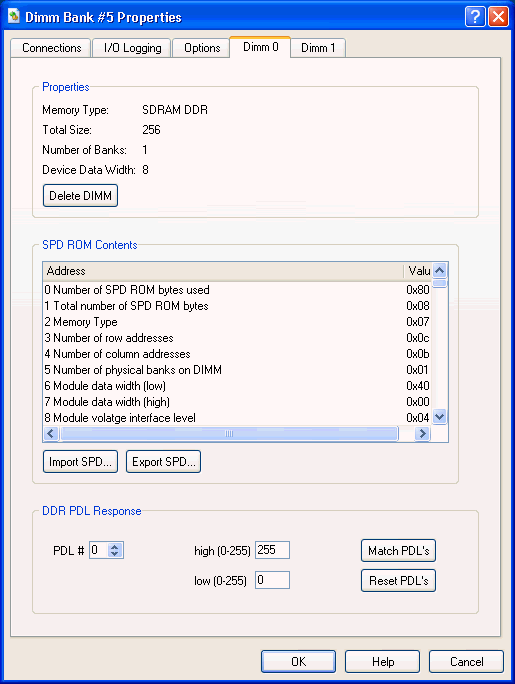 Dimm Bank #5 Properties
Connections I/O Logging Options Dimm 0 Dimm 1
Properties
Memory Type: SDRAM DDR
Total Size: 256
Number of Banks: 1
Device Data Width: 8
Delete DIMM
SPD ROM Contents
Address Valu
0 Number of SPD ROM bytes used 0x80
1 Total number of SPD ROM bytes 0x08
2 Memory Type 0x07
3 Number of row addresses 0x0c
4 Number of column addresses 0x0b
5 Number of physical banks on DIMM 0x01
6 Module data width (low) 0x40
7 Module data width (high) 0x00
8 Module volatge interface level 0x04
Import SPD... Export SPD...
DDR PDL Response
PDL # 0 high (0-255) 255 Match PDL's
low (0-255) 0 Reset PDL's
OK Help Cancel